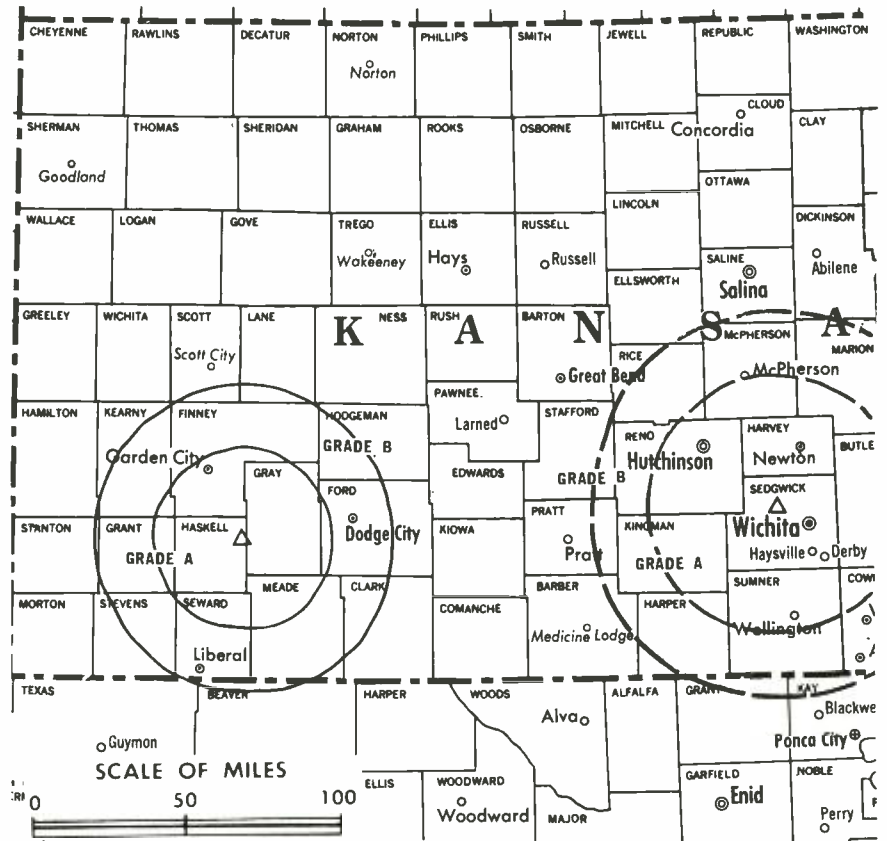 CHEYENNE RAWLINS DECATUR NORTON PHILLIPS SMITH JEWELL REPUBLIC WASHINGTON
Norton
CLOUD
SHERMAN THOMAS SHERIDAN GRAHAM ROOKS OSBORNE MITCHELL Concordia CLAY
Goodland
OTTAWA
LINCOLN
WALLACE LOGAN GOVE TREGO ELLIS RUSSELL DICKINSON
Wakeeney Hays Russell SALINE Abilene
ELLSWORTH
Salina
GREELEY WICHITA SCOTT LANE NESS RUSH BARTON
K A N S A
McPHERSON
Scott City RICE MARION
Great Bend McPherson
PAWNEE
HAMILTON KEARNY FINNEY HODGEMAN STAFFORD
Larned HARVEY
GRADE B RENO BUTLE
Garden City Hutchinson Newton
GRAY EDWARDS GRADE B
FORD SEDGWICK
PRATT
STANTON GRANT HASKELL Dodge City KIOWA KINGMAN Wichita
GRADE A Pratt GRADE A Haysville Derby
MEADE CLARK BARBER SUMNER COW
MORTON STEVENS SEWARD COMANCHE HARPER
Medicine Lodge Wellington
Liberal
TEXAS BEAVER HARPER WOODS ALFALFA GRANT KAY
Alva Blackwe
Guymon Ponca City
SCALE OF MILES
ELLIS WOODWARD GARFIELD NOBLE
0 50 100
Woodward MAJOR Enid Perry